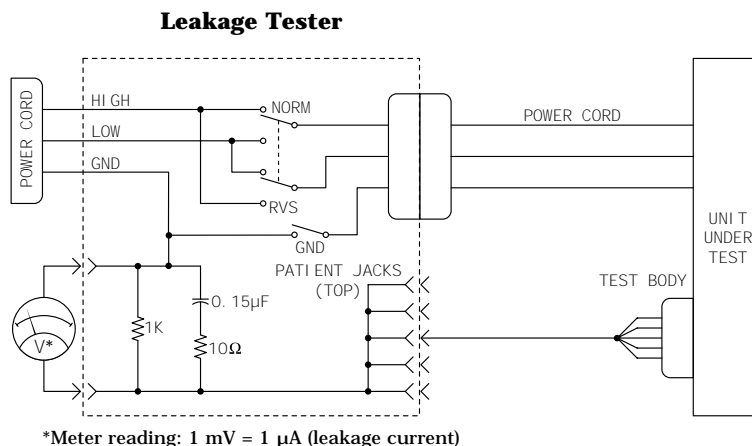 Leakage Tester
POWER CORD
HIGH
LOW
GND
NORM
RVS
GND
POWER CORD
UNIT
UNDER
TEST
PATIENT JACKS
(TOP)
TEST BODY
0.15µF
1K
10Ω
V*
*Meter reading: 1 mV = 1 µA (leakage current)